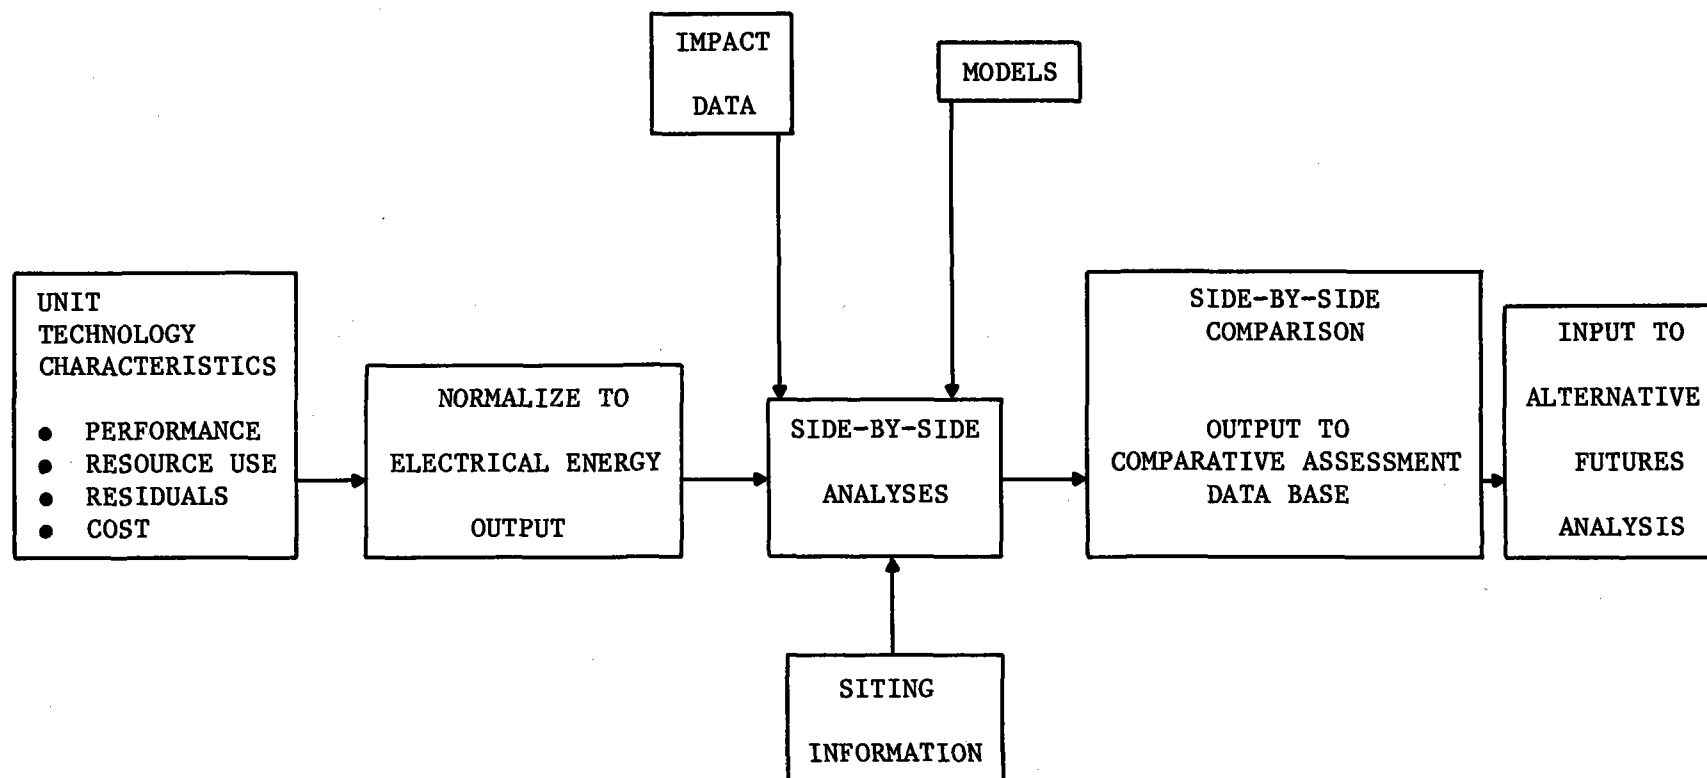 IMPACT
DATA
MODELS
UNIT
TECHNOLOGY
CHARACTERISTICS
● PERFORMANCE
● RESOURCE USE
● RESIDUALS
● COST
NORMALIZE TO
ELECTRICAL ENERGY
OUTPUT
SIDE-BY-SIDE
ANALYSES
SIDE-BY-SIDE
COMPARISON
OUTPUT TO
COMPARATIVE ASSESSMENT
DATA BASE
INPUT TO
ALTERNATIVE
FUTURES
ANALYSIS
SITING
INFORMATION